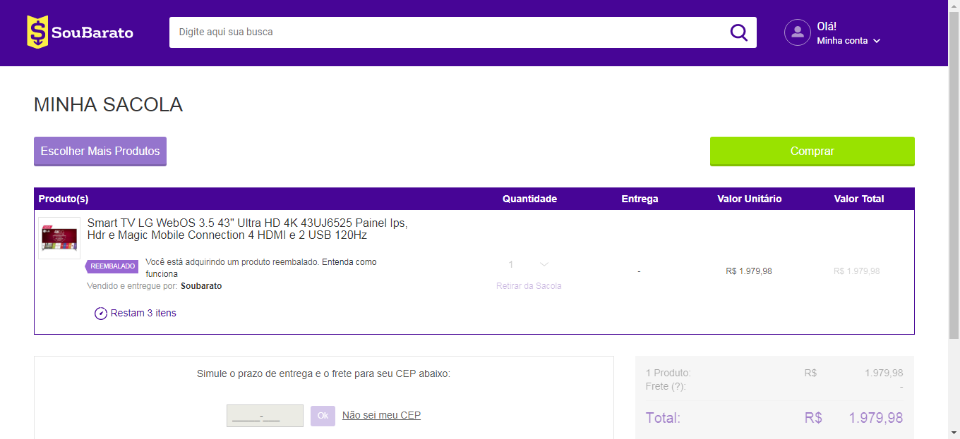 SouBarato
Digite aqui sua busca
Olá!
Minha conta
MINHA SACOLA
Escolher Mais Produtos
Comprar
Produto(s) Quantidade Entrega Valor Unitário Valor Total
Smart TV LG WebOS 3.5 43" Ultra HD 4K 43UJ6525 Painel Ips,
Hdr e Magic Mobile Connection 4 HDMI e 2 USB 120Hz
REEMBALADO Você está adquirindo um produto reembalado. Entenda como
funciona
Vendido e entregue por: Soubarato
1
Retirar da Sacola
-
R$ 1.979,98
R$ 1.979,98
Restam 3 itens
Simule o prazo de entrega e o frete para seu CEP abaixo:
_____-___ Ok Não sei meu CEP
1 Produto: R$ 1.979,98
Frete (?): -
Total: R$ 1.979,98